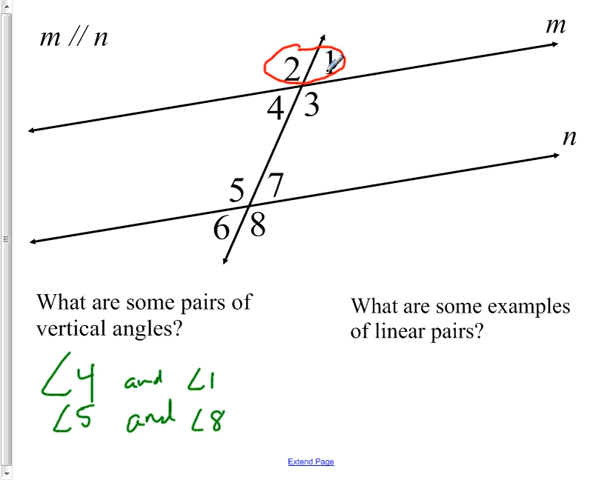 m // n
m
2 1
4 3
n
5 7
6 8
What are some pairs of
vertical angles?
What are some examples
of linear pairs?
∠4 and ∠1
∠5 and ∠8
Extend Page